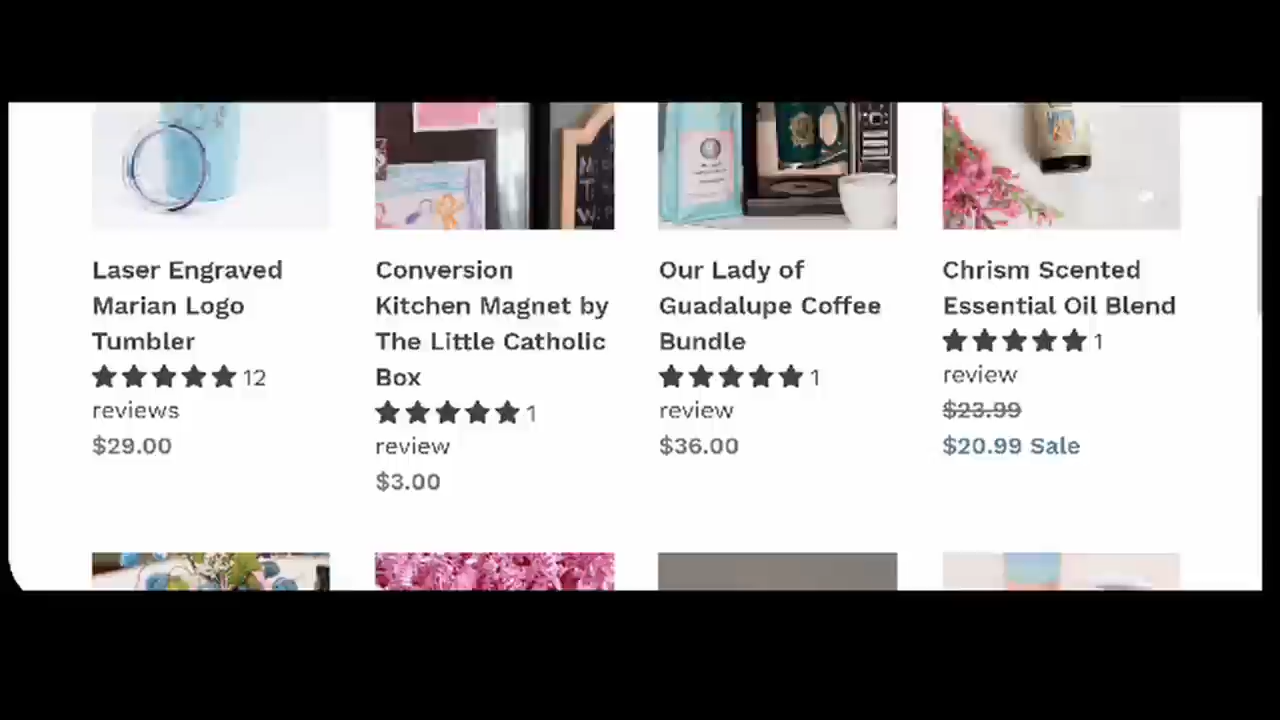 Laser Engraved
Marian Logo
Tumbler
12
reviews
$29.00
Conversion
Kitchen Magnet by
The Little Catholic
Box
1
review
$3.00
Our Lady of
Guadalupe Coffee
Bundle
1
review
$36.00
Chrism Scented
Essential Oil Blend
1
review
$23.99
$20.99 Sale